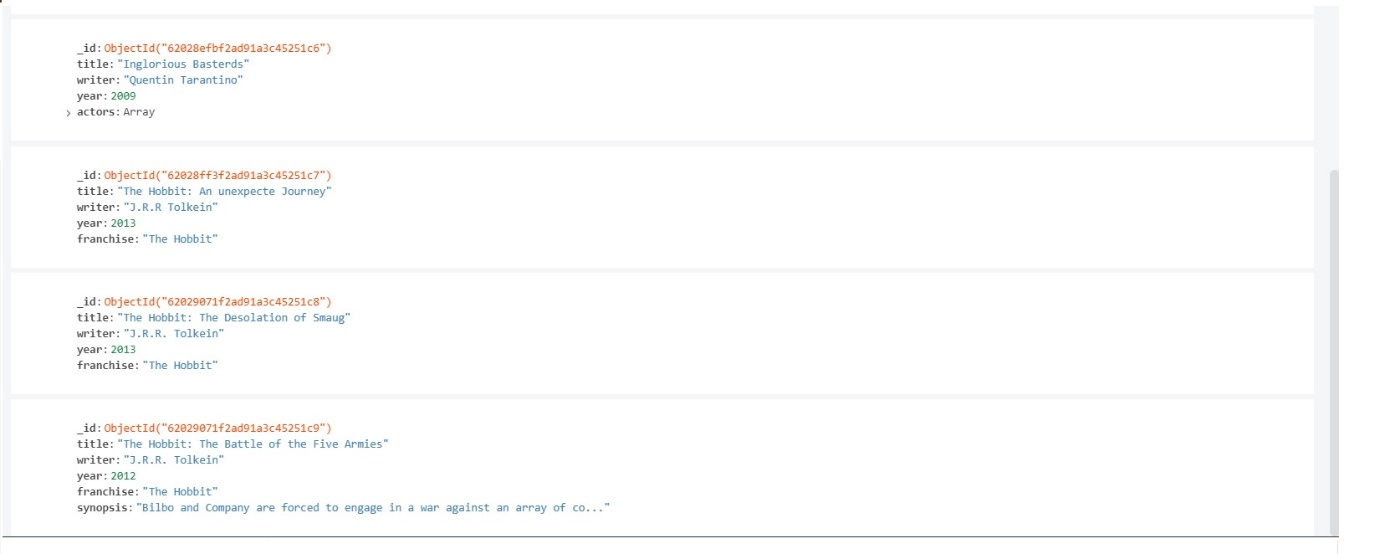 _id: ObjectId("62028efbf2ad91a3c45251c6")
title: "Inglorious Basterds"
writer: "Quentin Tarantino"
year: 2009
> actors: Array
_id: ObjectId("62028ff3f2ad91a3c45251c7")
title: "The Hobbit: An unexpecte Journey"
writer: "J.R.R Tolkein"
year: 2013
franchise: "The Hobbit"
_id: ObjectId("62029071f2ad91a3c45251c8")
title: "The Hobbit: The Desolation of Smaug"
writer: "J.R.R. Tolkein"
year: 2013
franchise: "The Hobbit"
_id: ObjectId("62029071f2ad91a3c45251c9")
title: "The Hobbit: The Battle of the Five Armies"
writer: "J.R.R. Tolkein"
year: 2012
franchise: "The Hobbit"
synopsis: "Bilbo and Company are forced to engage in a war against an array of co..."